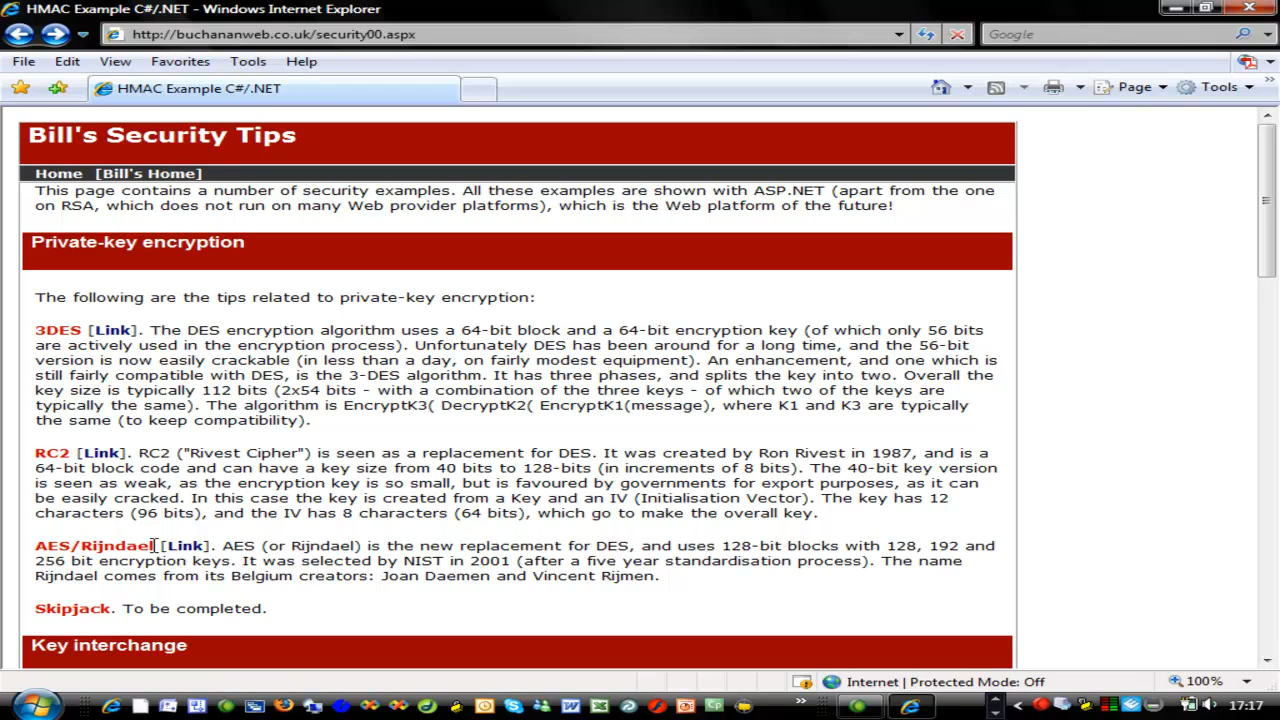 HMAC Example C#/.NET - Windows Internet Explorer
http://buchananweb.co.uk/security00.aspx
Google
File Edit View Favorites Tools Help
HMAC Example C#/.NET
Page Tools
Bill's Security Tips
Home [Bill's Home]
This page contains a number of security examples. All these examples are shown with ASP.NET (apart from the one
on RSA, which does not run on many Web provider platforms), which is the Web platform of the future!
Private-key encryption
The following are the tips related to private-key encryption:
3DES [Link]. The DES encryption algorithm uses a 64-bit block and a 64-bit encryption key (of which only 56 bits
are actively used in the encryption process). Unfortunately DES has been around for a long time, and the 56-bit
version is now easily crackable (in less than a day, on fairly modest equipment). An enhancement, and one which is
still fairly compatible with DES, is the 3-DES algorithm. It has three phases, and splits the key into two. Overall the
key size is typically 112 bits (2x54 bits - with a combination of the three keys - of which two of the keys are
typically the same). The algorithm is EncryptK3( DecryptK2( EncryptK1(message), where K1 and K3 are typically
the same (to keep compatibility).
RC2 [Link]. RC2 ("Rivest Cipher") is seen as a replacement for DES. It was created by Ron Rivest in 1987, and is a
64-bit block code and can have a key size from 40 bits to 128-bits (in increments of 8 bits). The 40-bit key version
is seen as weak, as the encryption key is so small, but is favoured by governments for export purposes, as it can
be easily cracked. In this case the key is created from a Key and an IV (Initialisation Vector). The key has 12
characters (96 bits), and the IV has 8 characters (64 bits), which go to make the overall key.
AES/Rijndael [Link]. AES (or Rijndael) is the new replacement for DES, and uses 128-bit blocks with 128, 192 and
256 bit encryption keys. It was selected by NIST in 2001 (after a five year standardisation process). The name
Rijndael comes from its Belgium creators: Joan Daemen and Vincent Rijmen.
Skipjack. To be completed.
Key interchange
Internet | Protected Mode: Off
100%
17:17